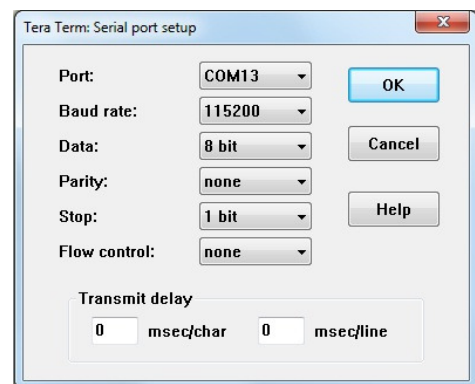 Tera Term: Serial port setup
Port: COM13 OK
Baud rate: 115200
Data: 8 bit Cancel
Parity: none
Stop: 1 bit Help
Flow control: none
Transmit delay
0 msec/char 0 msec/line